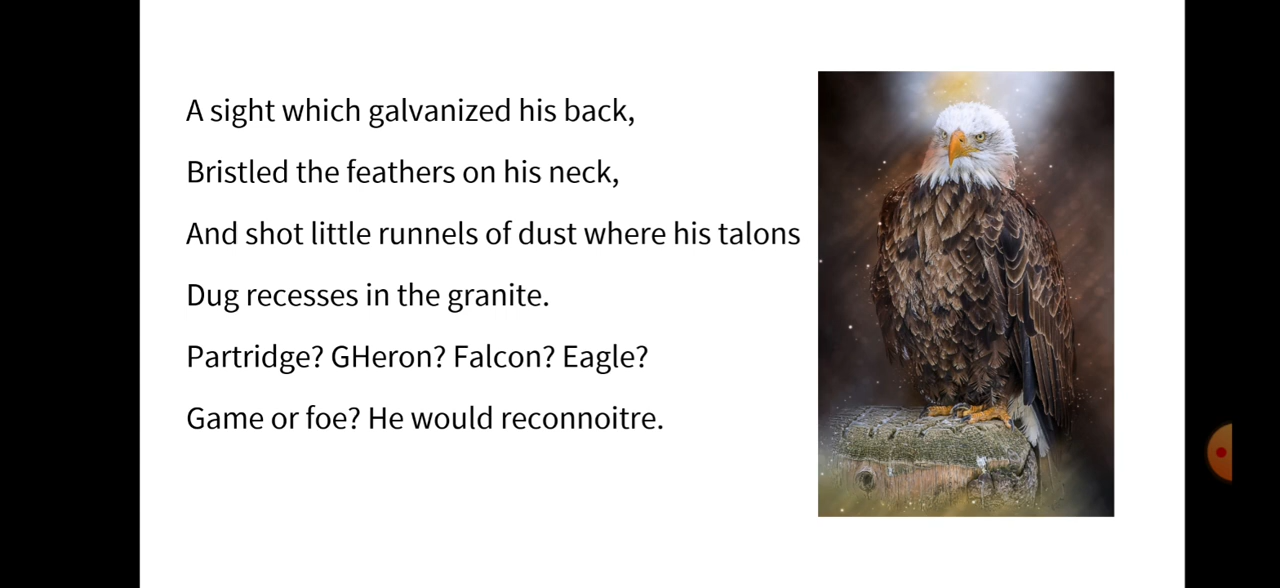 A sight which galvanized his back,
Bristled the feathers on his neck,
And shot little runnels of dust where his talons
Dug recesses in the granite.
Partridge? GHeron? Falcon? Eagle?
Game or foe? He would reconnoitre.